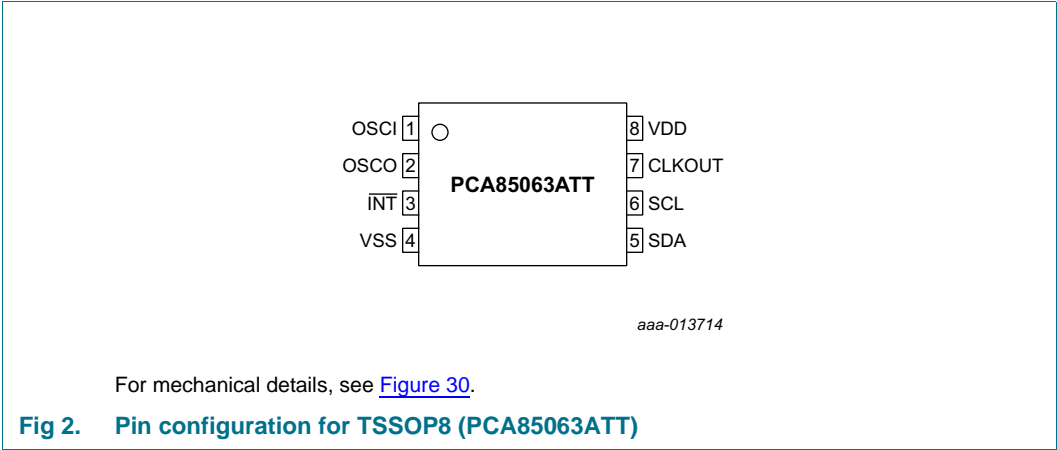 OSCI 1 8 VDD
OSCO 2 7 CLKOUT
PCA85063ATT
INT 3 6 SCL
VSS 4 5 SDA
aaa-013714
For mechanical details, see Figure 30.
Fig 2. Pin configuration for TSSOP8 (PCA85063ATT)